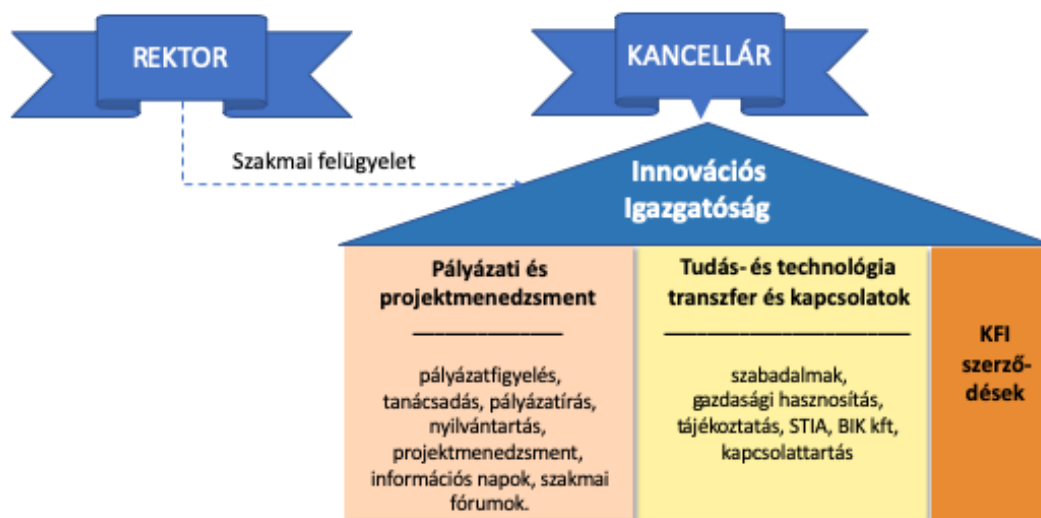 REKTOR
KANCELLÁR
Szakmai felügyelet
Innovációs
Igazgatóság
Pályázati és
projektmenedzsment
pályázatfigyelés,
tanácsadás, pályázatírás,
nyilvántartás,
projektmenedzsment,
információs napok, szakmai
fórumok.
Tudás- és technológia
transzfer és kapcsolatok
szabadalmak,
gazdasági hasznosítás,
tájékoztatás, STIA, BIK kft,
kapcsolattartás
KFI
szerző-
dések